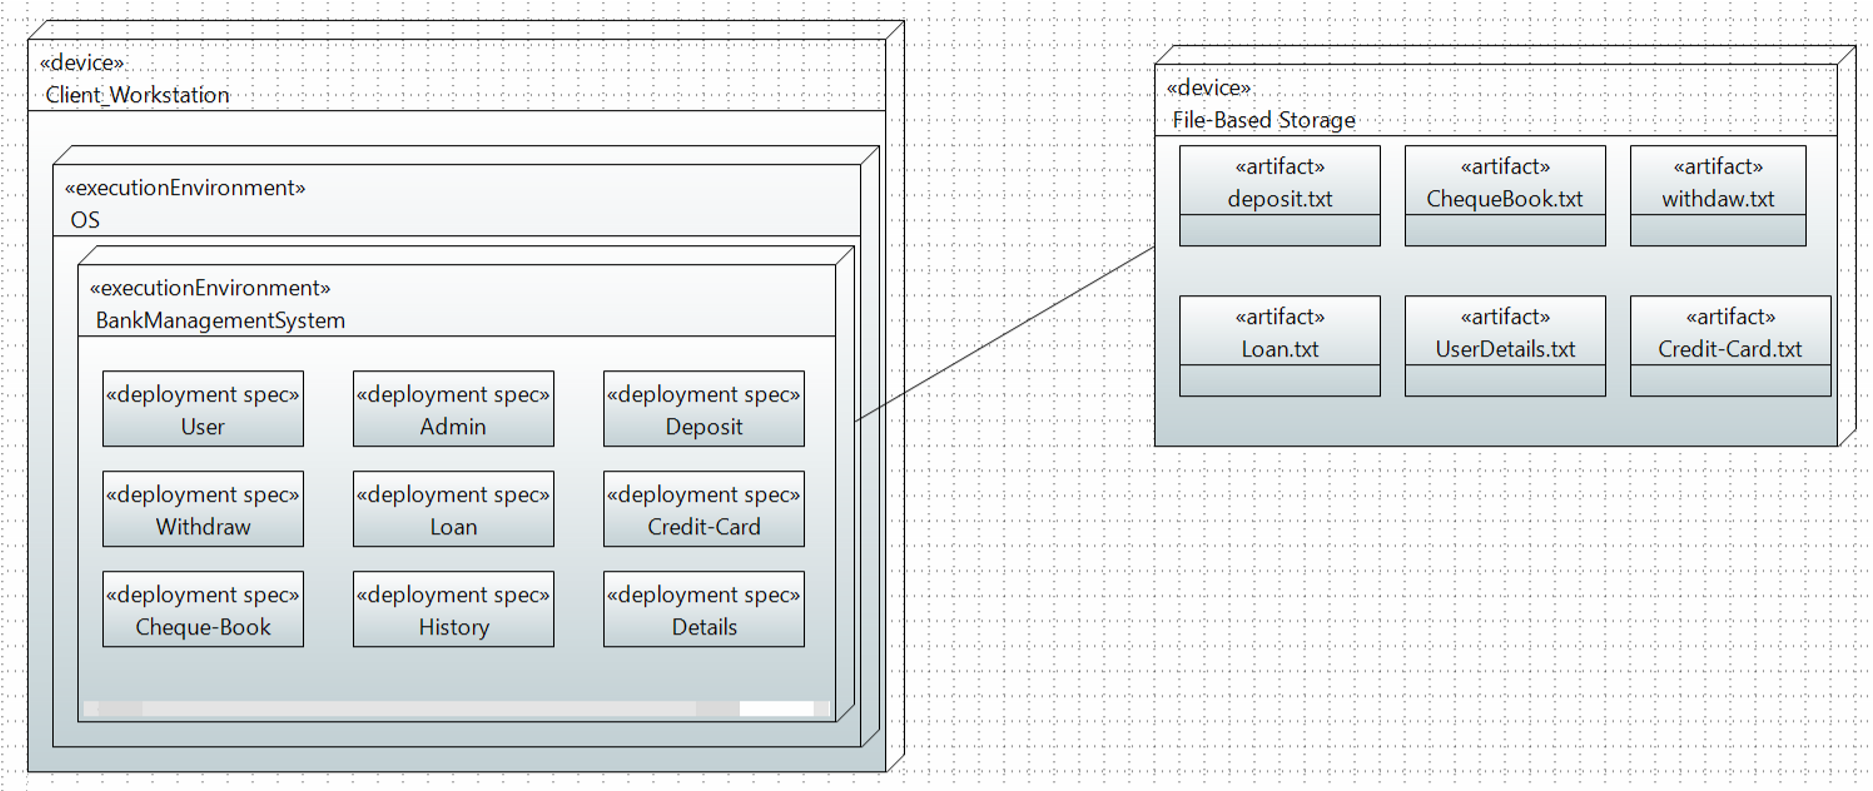 «device»
Client_Workstation
«executionEnvironment»
OS
«executionEnvironment»
BankManagementSystem
«deployment spec»
User
«deployment spec»
Admin
«deployment spec»
Deposit
«deployment spec»
Withdraw
«deployment spec»
Loan
«deployment spec»
Credit-Card
«deployment spec»
Cheque-Book
«deployment spec»
History
«deployment spec»
Details
«device»
File-Based Storage
«artifact»
deposit.txt
«artifact»
ChequeBook.txt
«artifact»
withdaw.txt
«artifact»
Loan.txt
«artifact»
UserDetails.txt
«artifact»
Credit-Card.txt